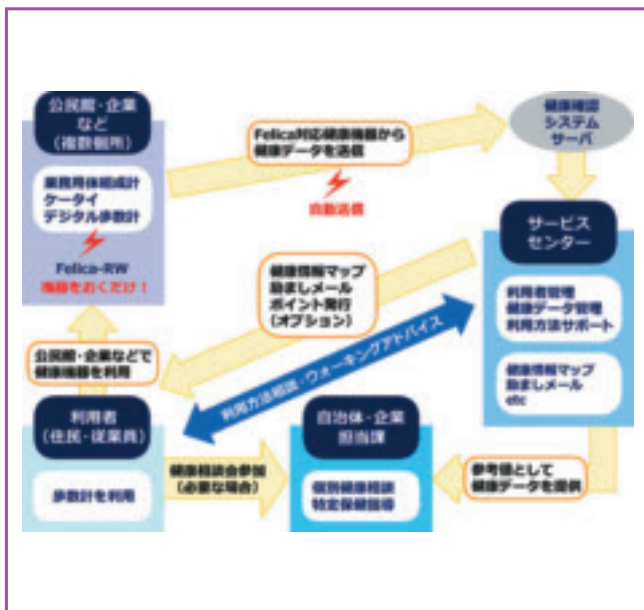 公民館・企業
など
(複数個所)
業務用体組成計
ケータイ
デジタル歩数計
Felica-RW
機器をおくだけ！
Felica対応健康機器から
健康データを送信
自動送信
健康確認
システム
サーバ
サービス
センター
利用者管理
健康データ管理
利用方法サポート
健康情報マップ
励ましメール
etc
健康情報マップ
励ましメール
ポイント発行
(オプション)
利用方法相談・ウォーキングアドバイス
公民館・企業などで
健康機器を利用
利用者
(住民・従業員)
歩数計を利用
健康相談会参加
(必要な場合)
自治体・企業
担当課
個別健康相談
特定保健指導
参考値として
健康データを提供